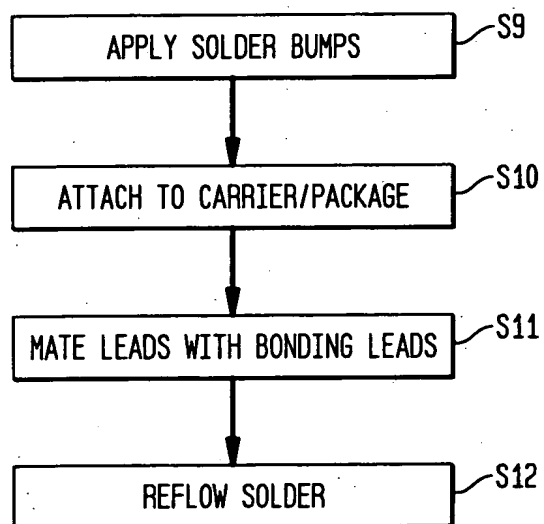 APPLY SOLDER BUMPS
S9
ATTACH TO CARRIER/PACKAGE
S10
MATE LEADS WITH BONDING LEADS
S11
REFLOW SOLDER
S12